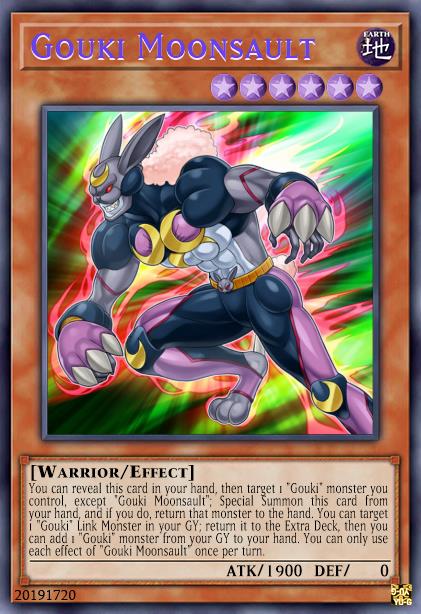 Gouki Moonsault
EARTH
地
[Warrior/Effect]
You can reveal this card in your hand, then target 1 "Gouki" monster you
control, except "Gouki Moonsault"; Special Summon this card from
your hand, and if you do, return that monster to the hand. You can target
1 "Gouki" Link Monster in your GY; return it to the Extra Deck, then you
can add 1 "Gouki" monster from your GY to your hand. You can only use
each effect of "Gouki Moonsault" once per turn.
ATK/1900 DEF/ 0
20191720